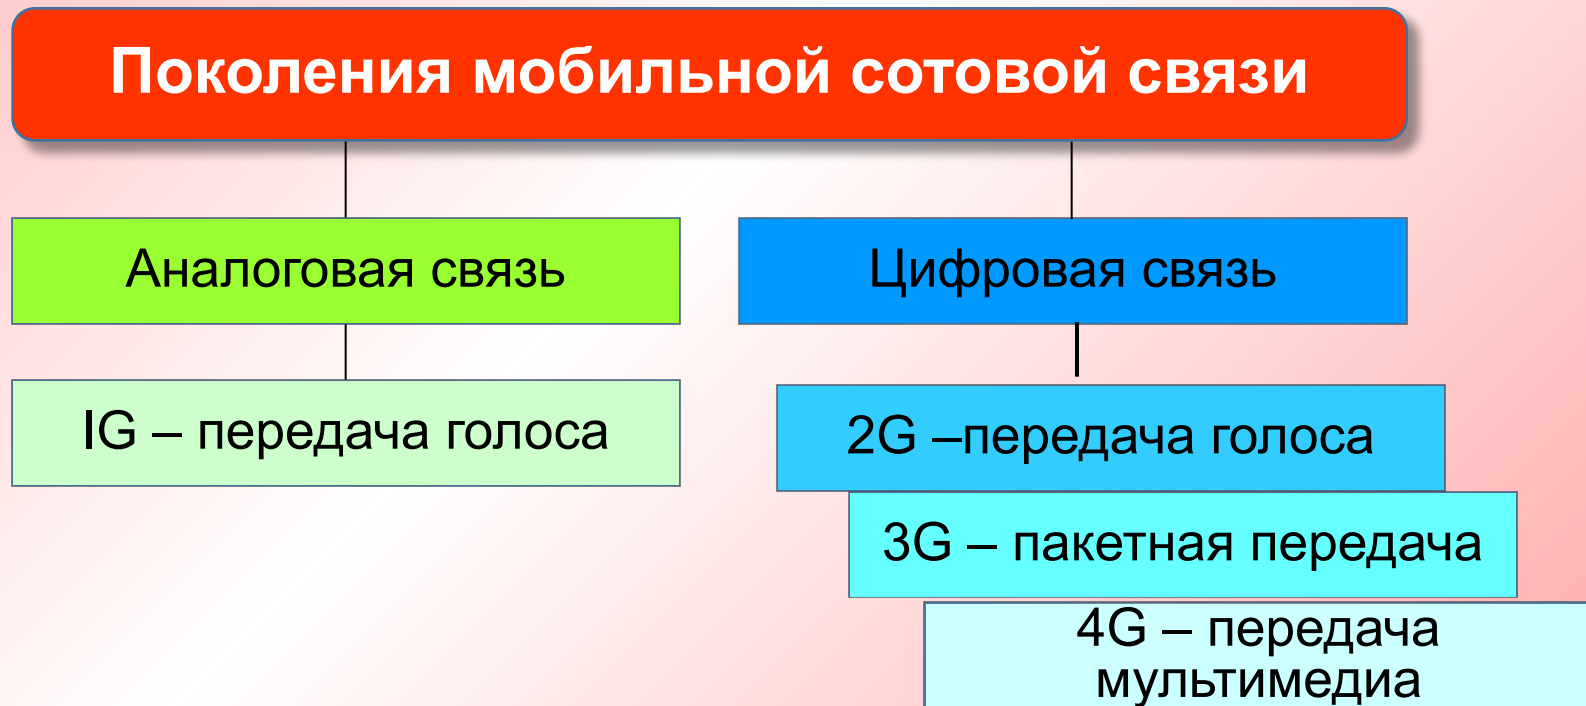 Поколения мобильной сотовой связи
Аналоговая связь
Цифровая связь
IG – передача голоса
2G –передача голоса
3G – пакетная передача
4G – передача
мультимедиа